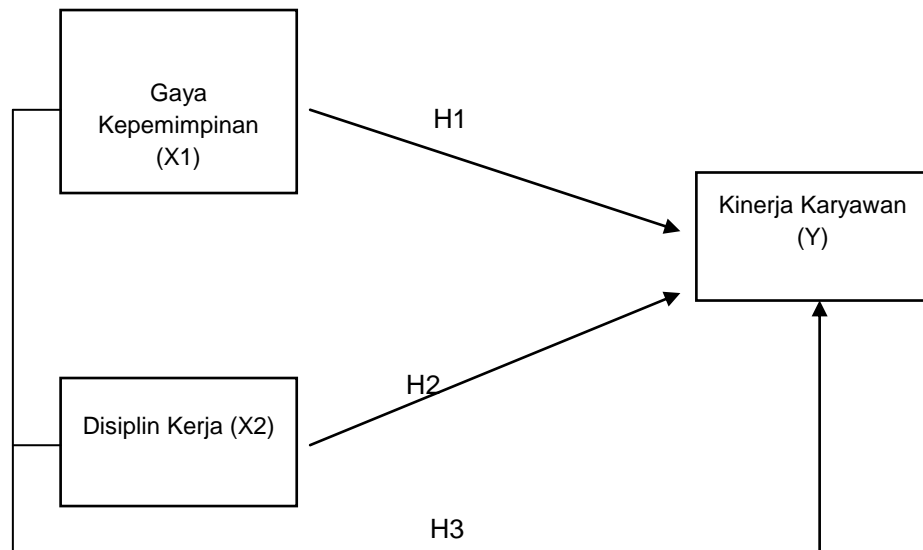 Gaya
Kepemimpinan
(X1)
H1
Kinerja Karyawan
(Y)
H2
Disiplin Kerja (X2)
H3